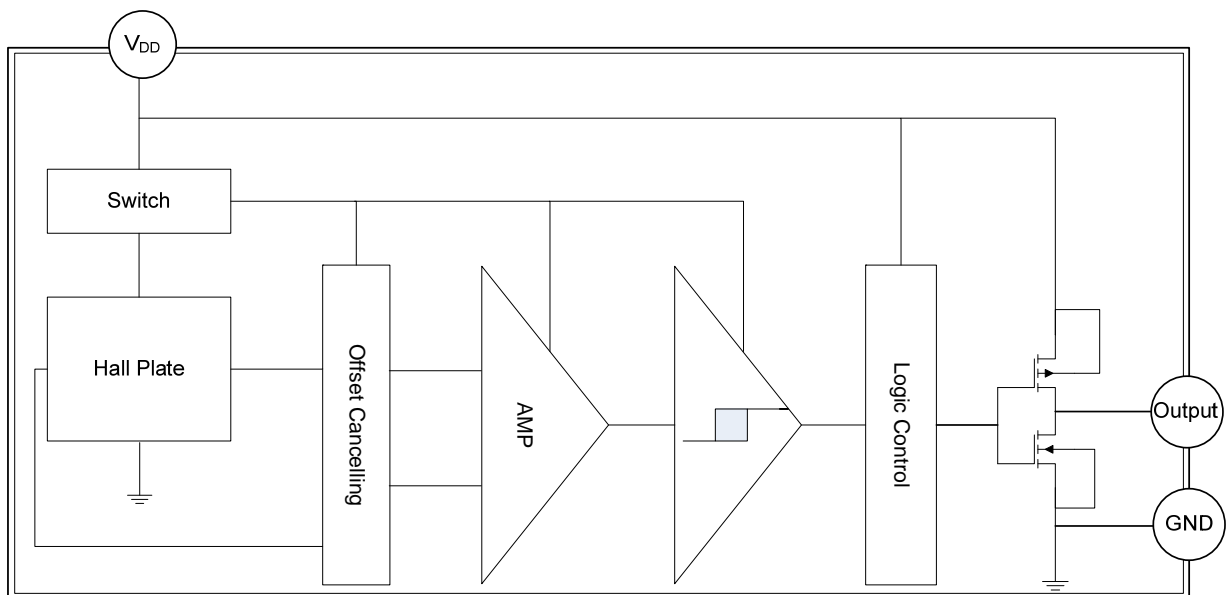 VDD
Switch
Hall Plate
Offset Cancelling
AMP
Logic Control
Output
GND